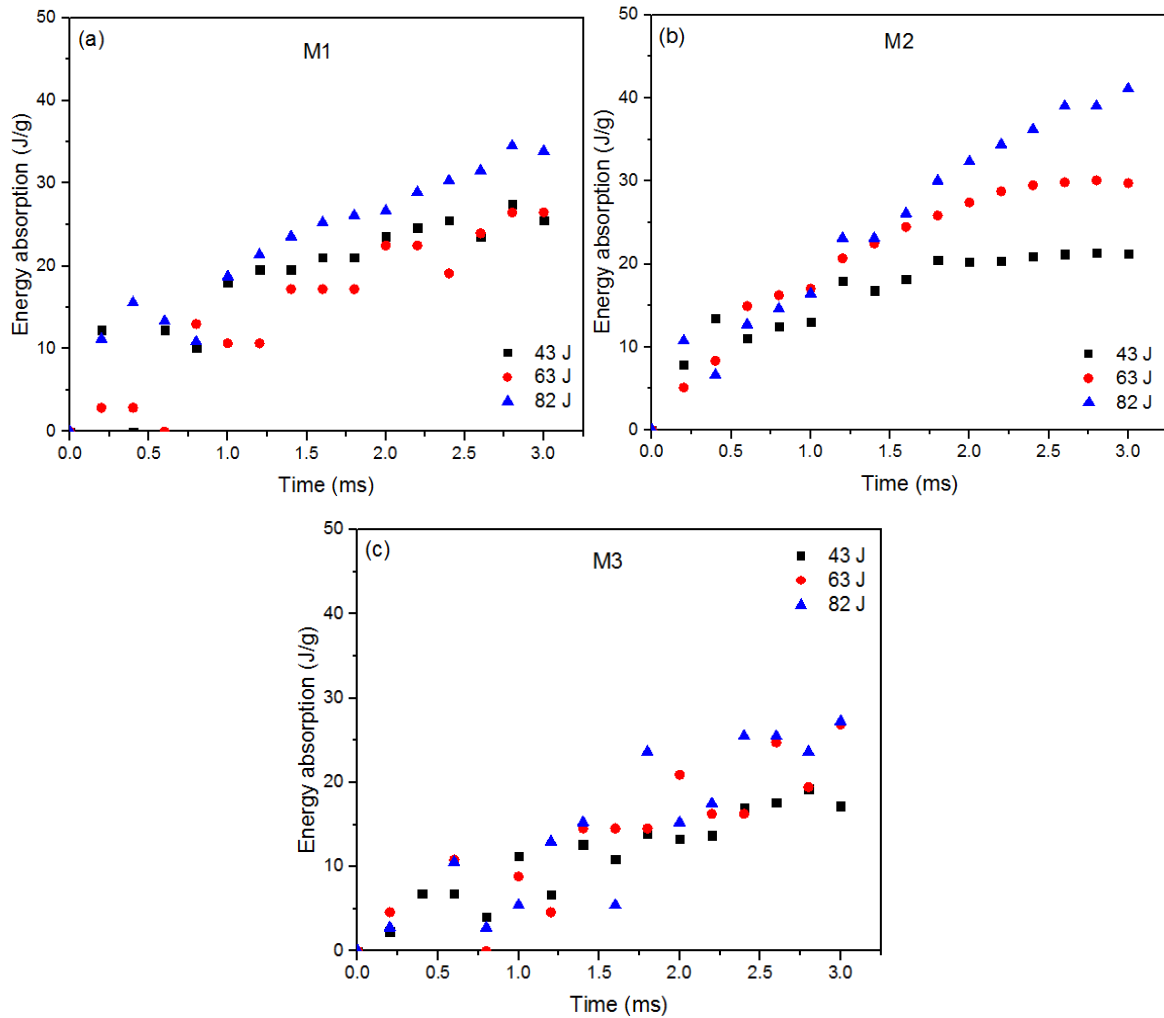 (a)
M1
Energy absorption (J/g)
50
40
30
20
10
0
43 J
63 J
82 J
0.0 0.5 1.0 1.5 2.0 2.5 3.0
Time (ms)
(b)
M2
Energy absorption (J/g)
50
40
30
20
10
0
43 J
63 J
82 J
0.0 0.5 1.0 1.5 2.0 2.5 3.0
Time (ms)
(c)
M3
Energy absorption (J/g)
50
40
30
20
10
0
43 J
63 J
82 J
0.0 0.5 1.0 1.5 2.0 2.5 3.0
Time (ms)